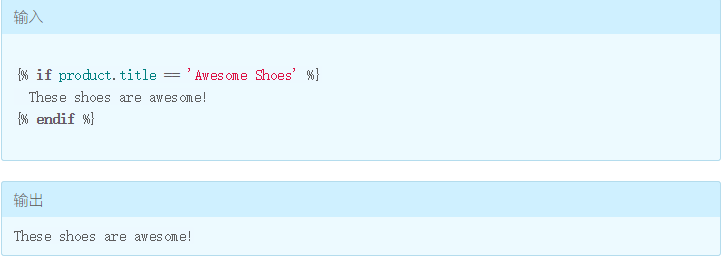 输入
{% if product.title == 'Awesome Shoes' %}
These shoes are awesome!
{% endif %}
输出
These shoes are awesome!